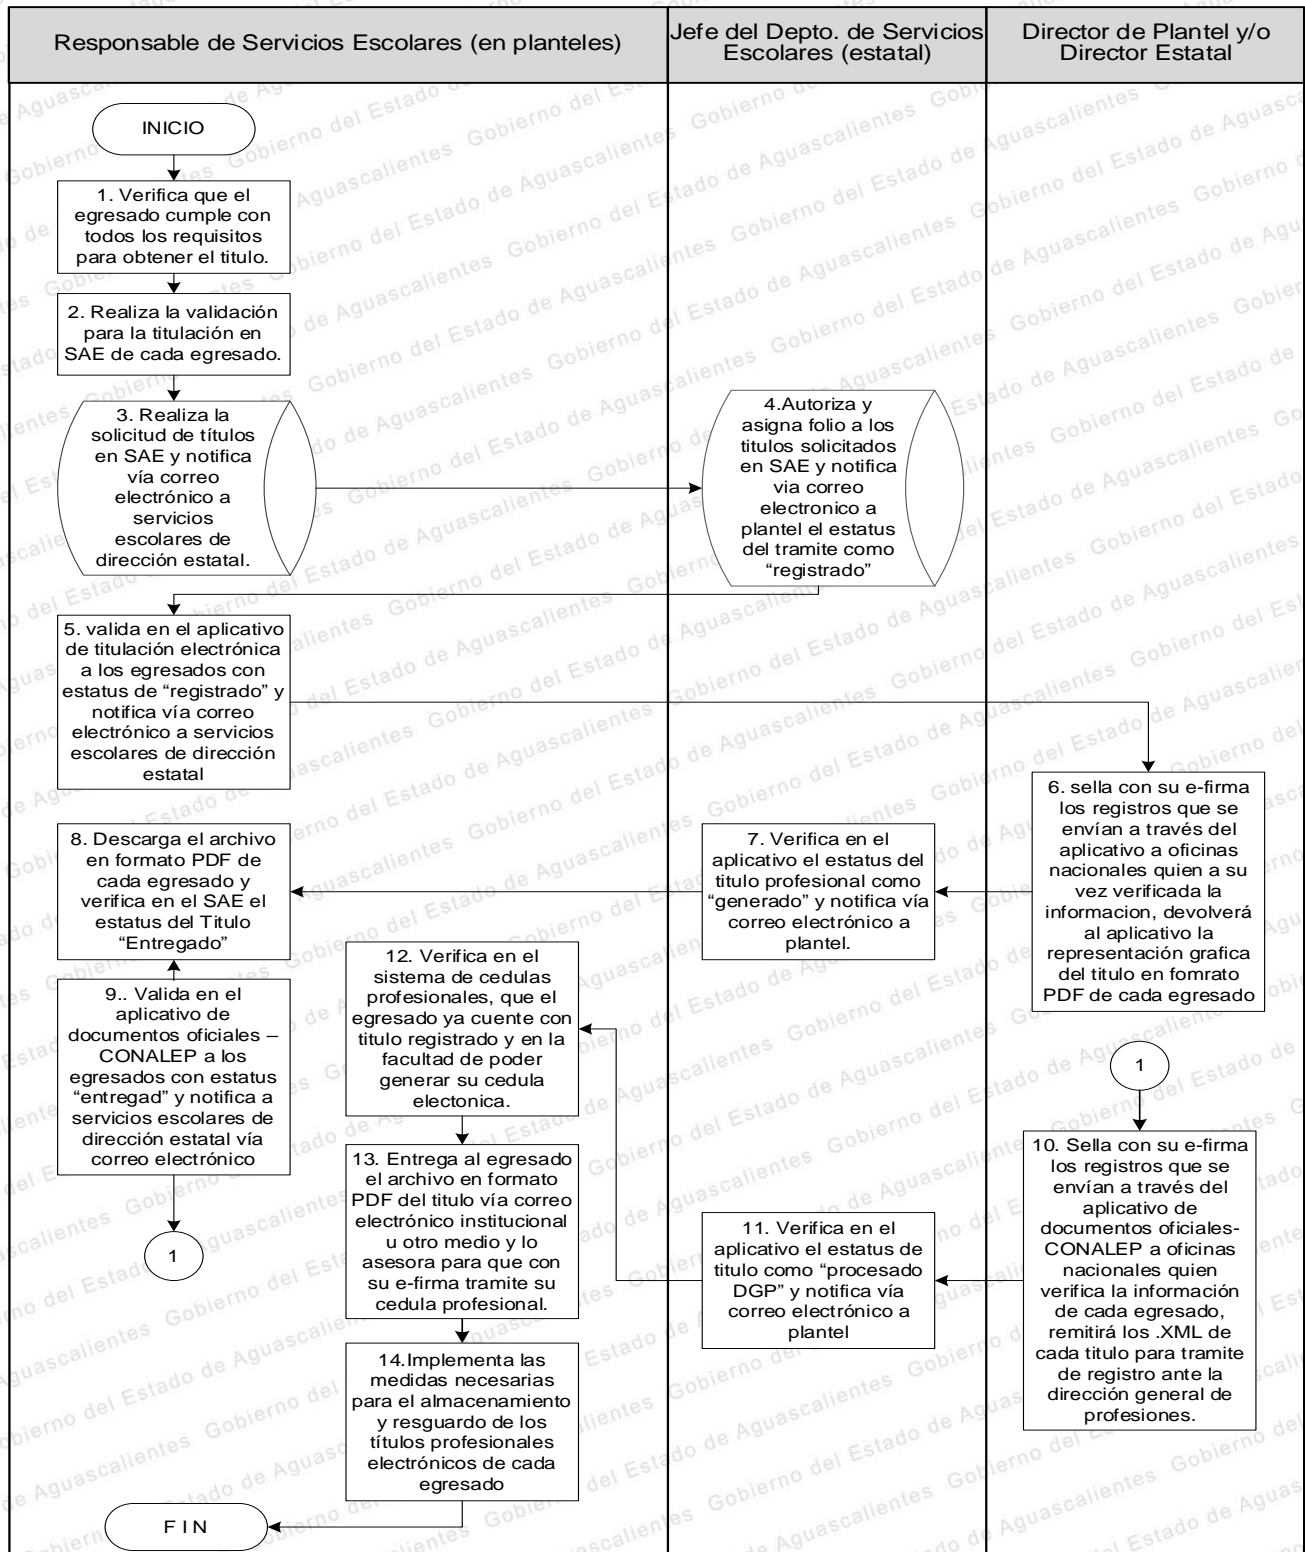 Responsable de Servicios Escolares (en planteles)
Jefe del Depto. de Servicios
Escolares (estatal)
Director de Plantel y/o
Director Estatal
INICIO
1. Verifica que el
egresado cumple con
todos los requisitos
para obtener el titulo.
2. Realiza la validación
para la titulación en
SAE de cada egresado.
3. Realiza la
solicitud de títulos
en SAE y notifica
vía correo
electrónico a
servicios
escolares de
dirección estatal.
4.Autoriza y
asigna folio a los
titulos solicitados
en SAE y notifica
via correo
electronico a
plantel el estatus
del tramite como
“registrado”
5. valida en el aplicativo
de titulación electrónica
a los egresados con
estatus de “registrado” y
notifica vía correo
electrónico a servicios
escolares de dirección
estatal
6. sella con su e-firma
los registros que se
envían a través del
aplicativo a oficinas
nacionales quien a su
vez verificada la
informacion, devolverá
al aplicativo la
representación grafica
del titulo en fomrato
PDF de cada egresado
7. Verifica en el
aplicativo el estatus del
titulo profesional como
“generado” y notifica vía
correo electrónico a
plantel.
8. Descarga el archivo
en formato PDF de
cada egresado y
verifica en el SAE el
estatus del Titulo
“Entregado”
9.. Valida en el
aplicativo de
documentos oficiales –
CONALEP a los
egresados con estatus
“entregad” y notifica a
servicios escolares de
dirección estatal vía
correo electrónico
1
1
10. Sella con su e-firma
los registros que se
envían a través del
aplicativo de
documentos oficiales-
CONALEP a oficinas
nacionales quien
verifica la información
de cada egresado,
remitirá los .XML de
cada titulo para tramite
de registro ante la
dirección general de
profesiones.
11. Verifica en el
aplicativo el estatus de
titulo como “procesado
DGP” y notifica vía
correo electrónico a
plantel
12. Verifica en el
sistema de cedulas
profesionales, que el
egresado ya cuente con
titulo registrado y en la
facultad de poder
generar su cedula
electonica.
13. Entrega al egresado
el archivo en formato
PDF del titulo vía correo
electrónico institucional
u otro medio y lo
asesora para que con
su e-firma tramite su
cedula profesional.
14.Implementa las
medidas necesarias
para el almacenamiento
y resguardo de los
títulos profesionales
electrónicos de cada
egresado
F I N
Gobierno del Estado de Aguascalientes